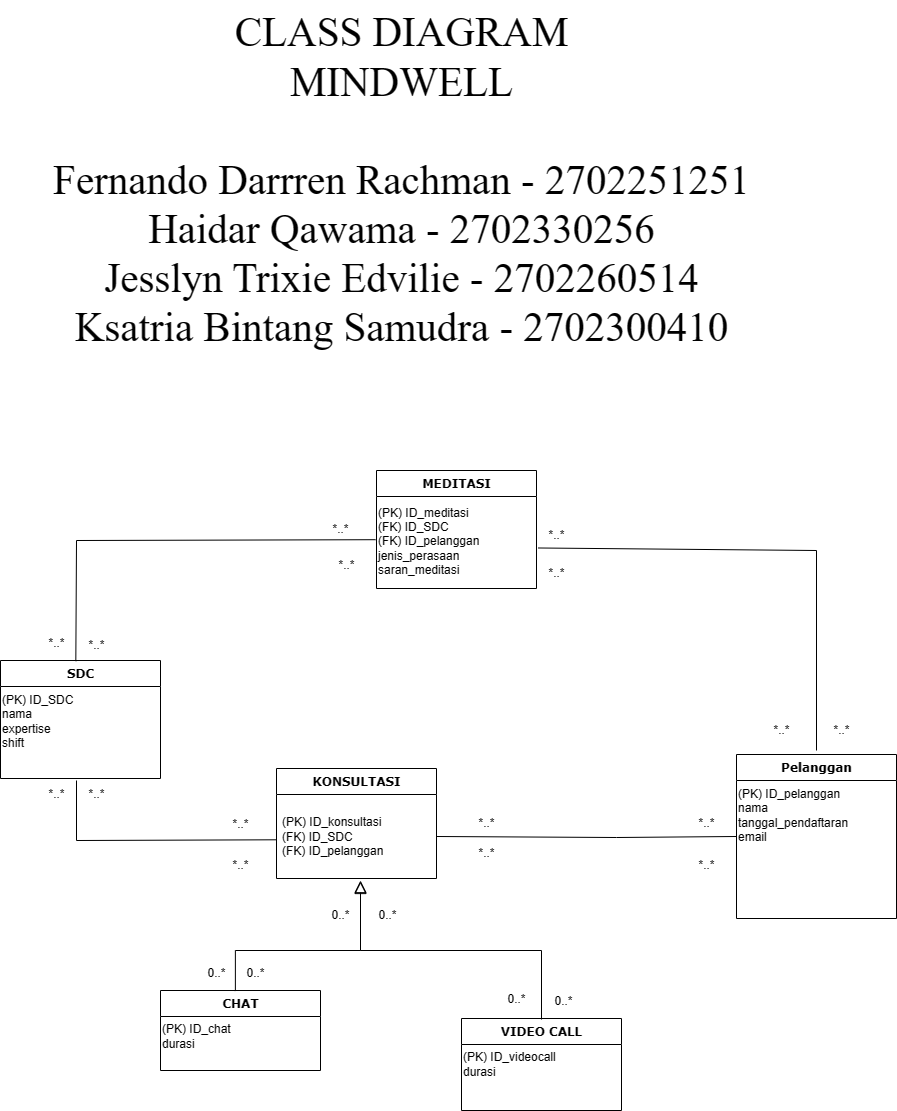 CLASS DIAGRAM
MINDWELL
Fernando Darrren Rachman - 2702251251
Haidar Qawama - 2702330256
Jesslyn Trixie Edvilie - 2702260514
Ksatria Bintang Samudra - 2702300410
MEDITASI
(PK) ID_meditasi
(FK) ID_SDC
(FK) ID_pelanggan
jenis_perasaan
saran_meditasi
*..*
*..*
*..*
*..*
*..* *..*
SDC
(PK) ID_SDC
nama
expertise
shift
*..* *..*
*..* *..*
Pelanggan
(PK) ID_pelanggan
nama
tanggal_pendaftaran
email
KONSULTASI
(PK) ID_konsultasi
(FK) ID_SDC
(FK) ID_pelanggan
*..*
*..*
*..*
*..*
*..*
*..*
0..* 0..*
0..* 0..*
CHAT
(PK) ID_chat
durasi
0..* 0..*
VIDEO CALL
(PK) ID_videocall
durasi